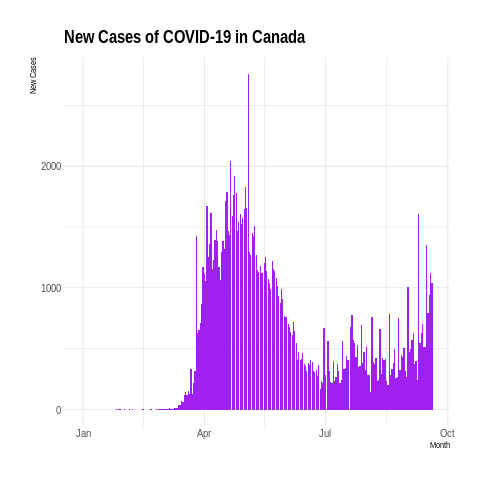 New Cases of COVID-19 in Canada
New Cases
2000
1000
0
Jan Apr Jul Oct
Month